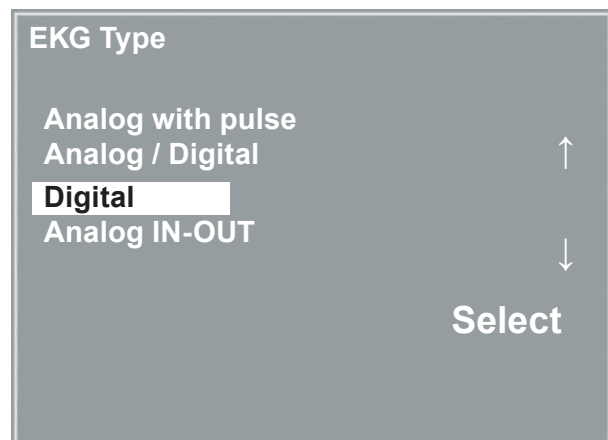 EKG Type
Analog with pulse
Analog / Digital
↑
Digital
Analog IN-OUT
↓
Select